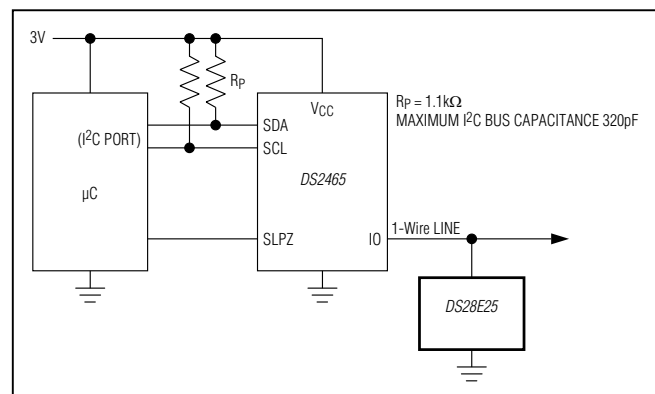 3V
RP
VCC
RP = 1.1kΩ
MAXIMUM I2C BUS CAPACITANCE 320pF
(I2C PORT)
SDA
SCL
DS2465
µC
SLPZ
IO
1-Wire LINE
DS28E25